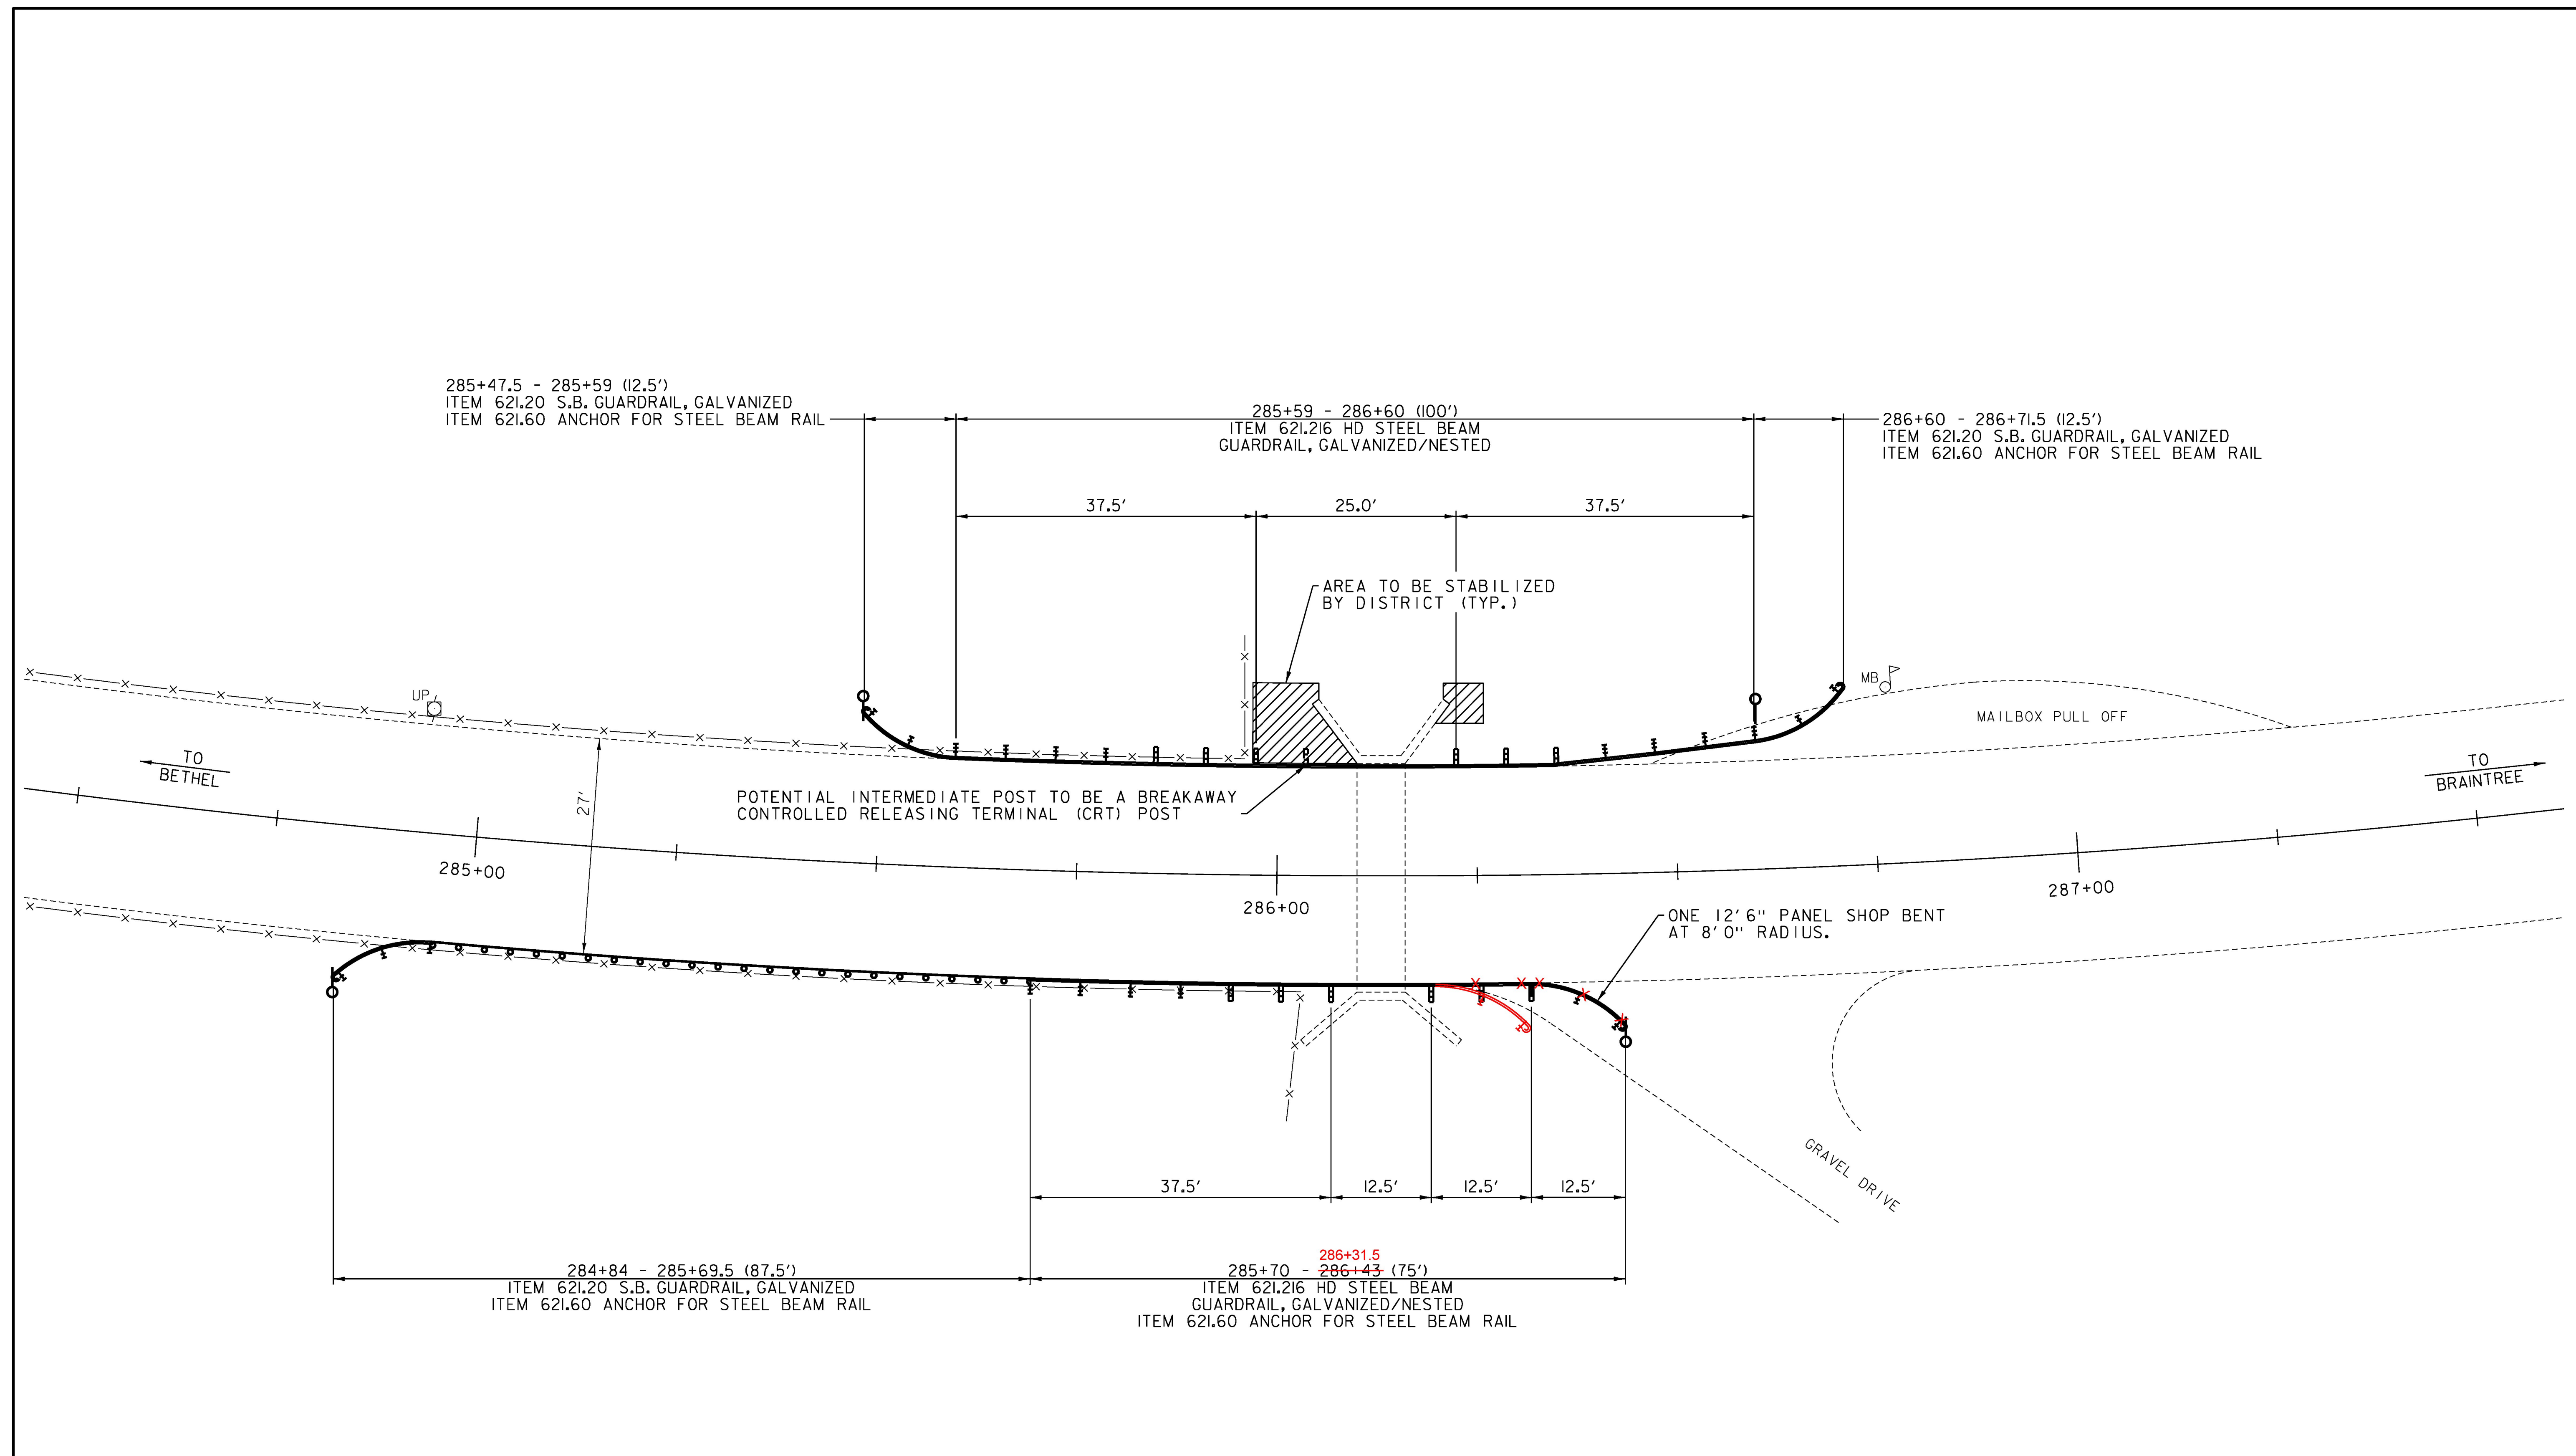 285+47.5 - 285+59 (12.5')
ITEM 621.20 S.B. GUARDRAIL, GALVANIZED
ITEM 621.60 ANCHOR FOR STEEL BEAM RAIL
285+59 - 286+60 (100')
ITEM 621.216 HD STEEL BEAM
GUARDRAIL, GALVANIZED/NESTED
286+60 - 286+71.5 (12.5')
ITEM 621.20 S.B. GUARDRAIL, GALVANIZED
ITEM 621.60 ANCHOR FOR STEEL BEAM RAIL
37.5'
25.0'
37.5'
AREA TO BE STABILIZED
BY DISTRICT (TYP.)
UP
MB
MAILBOX PULL OFF
TO
BETHEL
TO
BRAINTREE
27'
POTENTIAL INTERMEDIATE POST TO BE A BREAKAWAY
CONTROLLED RELEASING TERMINAL (CRT) POST
285+00
286+00
287+00
ONE 12'6" PANEL SHOP BENT
AT 8'0" RADIUS.
GRAVEL DRIVE
37.5'
12.5'
12.5'
12.5'
284+84 - 285+69.5 (87.5')
ITEM 621.20 S.B. GUARDRAIL, GALVANIZED
ITEM 621.60 ANCHOR FOR STEEL BEAM RAIL
286+31.5
285+70 - 286+43 (75')
ITEM 621.216 HD STEEL BEAM
GUARDRAIL, GALVANIZED/NESTED
ITEM 621.60 ANCHOR FOR STEEL BEAM RAIL